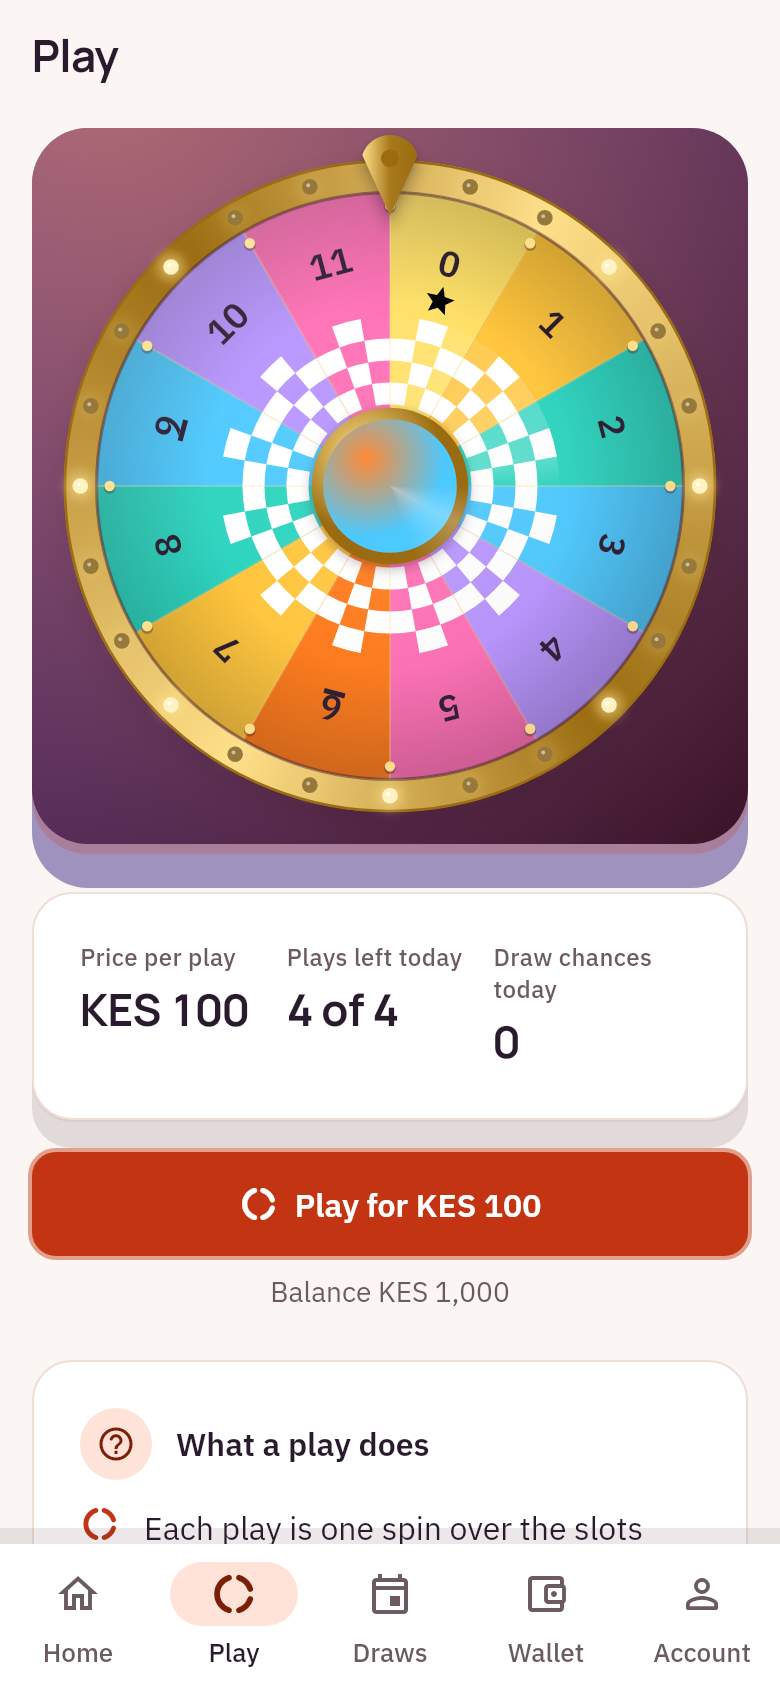 Play
11
0
10
1
9
2
8
3
7
4
6
5
Price per play
Plays left today
Draw chances
today
KES 100
4 of 4
0
Play for KES 100
Balance KES 1,000
What a play does
Each play is one spin over the slots
Home
Play
Draws
Wallet
Account